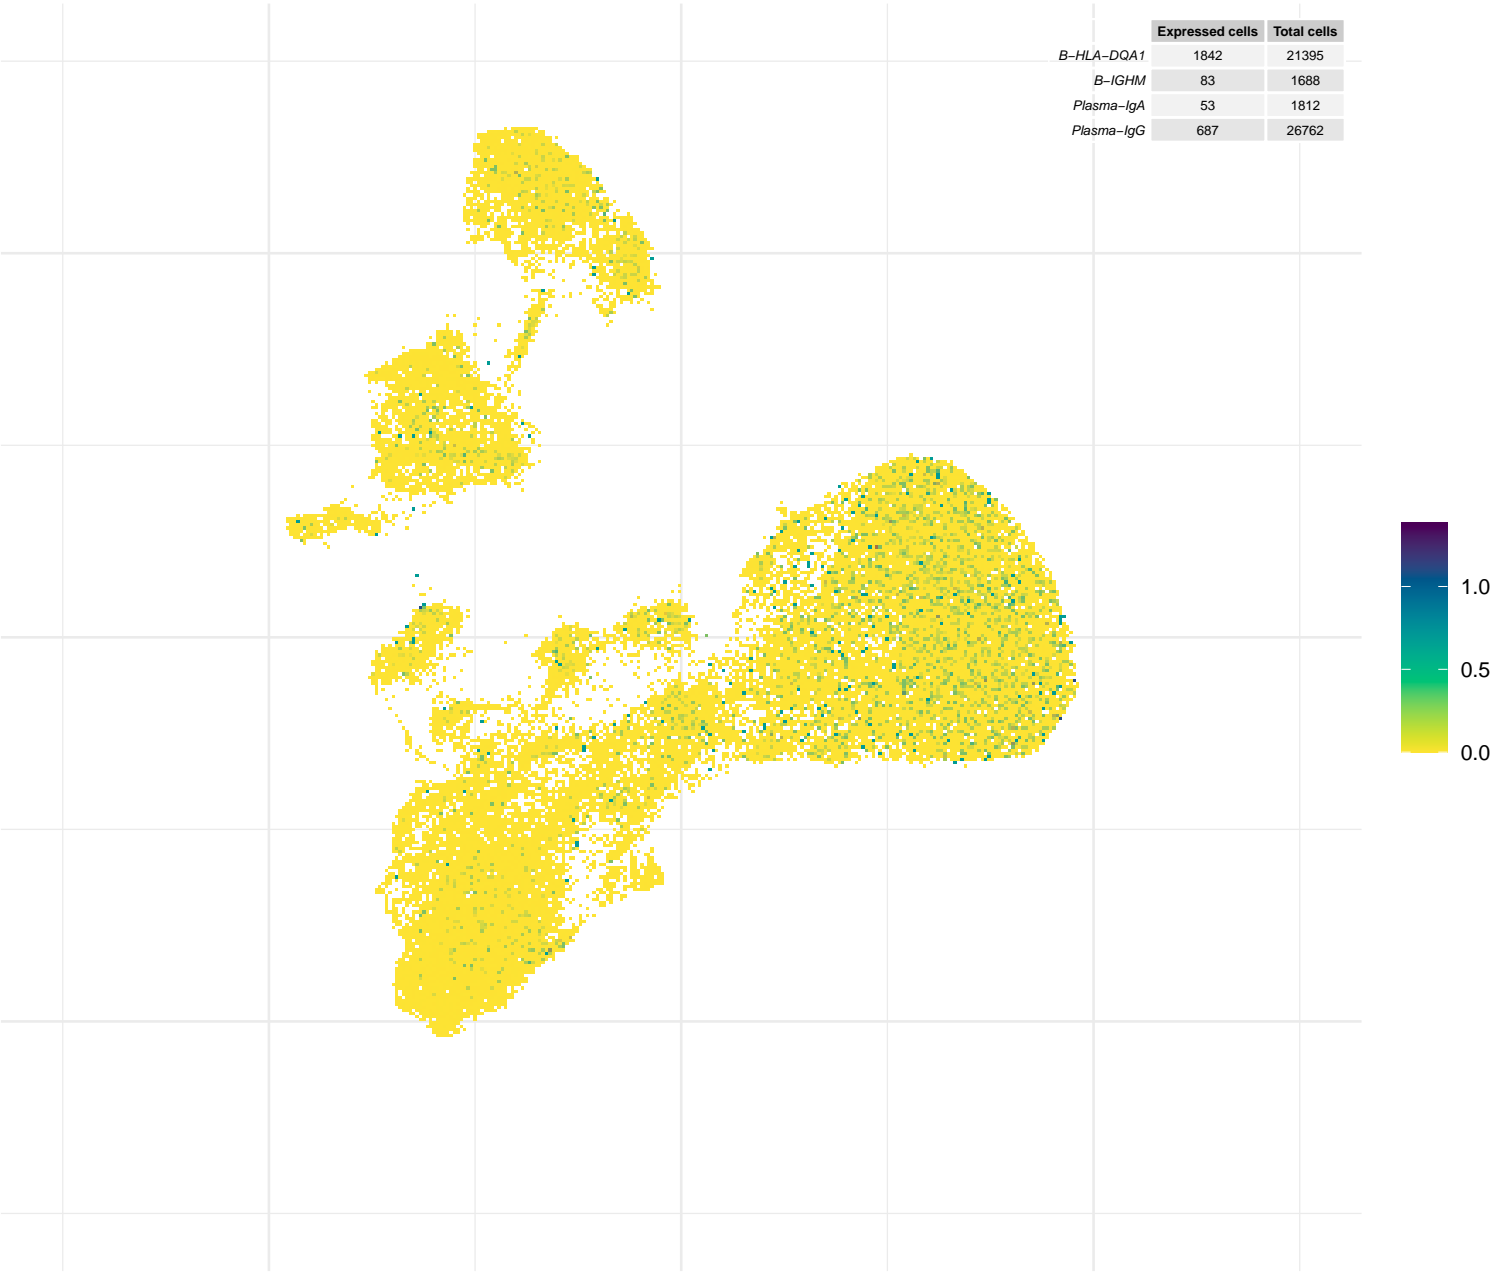 Expressed cells Total cells
B−HLA−DQA1 1842 21395
B−IGHM 83 1688
Plasma−IgA 53 1812
Plasma−IgG 687 26762
1.0
0.5
0.0